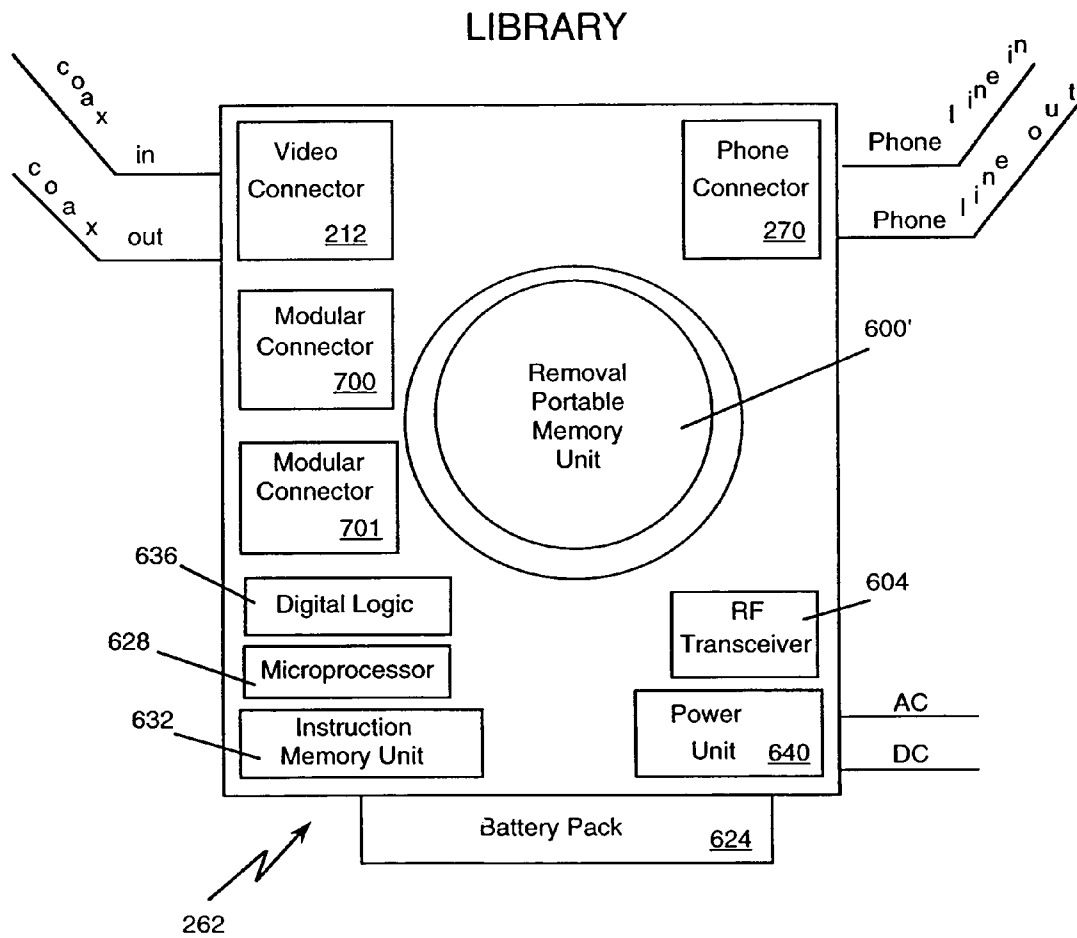 LIBRARY
coax
in
coax
out
Video
Connector
212
Phone
Connector
270
Phone line in
Phone line out
Modular
Connector
700
Removal
Portable
Memory
Unit
600'
Modular
Connector
701
636
Digital Logic
628
Microprocessor
632
Instruction
Memory Unit
RF
Transceiver
604
Power
Unit 640
AC
DC
Battery Pack 624
262